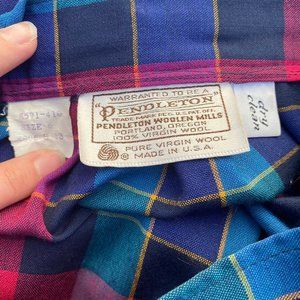 WARRANTED TO BE A
"PENDLETON"
TRADE MARK REG. U.S. PAT. OFF.
PENDLETON WOOLEN MILLS
PORTLAND, OREGON
100% VIRGIN WOOL
PURE VIRGIN WOOL
® MADE IN U.S.A.
dry
clean
SIZE